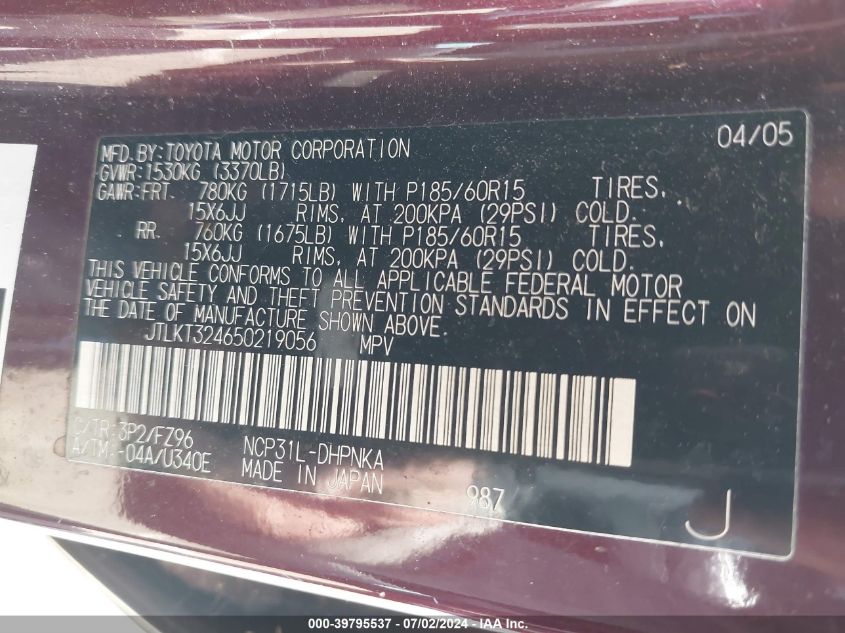 04/05
MFD.BY:TOYOTA MOTOR CORPORATION
GVWR:1530KG (3370LB)
GAWR:FRT. 780KG (1715LB) WITH P185/60R15 TIRES,
15X6JJ RIMS, AT 200KPA (29PSI) COLD.
RR. 760KG (1675LB) WITH P185/60R15 TIRES,
15X6JJ RIMS, AT 200KPA (29PSI) COLD.
THIS VEHICLE CONFORMS TO ALL APPLICABLE FEDERAL MOTOR
VEHICLE SAFETY AND THEFT PREVENTION STANDARDS IN EFFECT ON
THE DATE OF MANUFACTURE SHOWN ABOVE.
JTLKT324650219056 MPV
C/TR-3P2/FZ96 NCP31L-DHPNKA
A/TM--04A/U340E MADE IN JAPAN
987
J
000-39795537 - 07/02/2024 - IAA Inc.